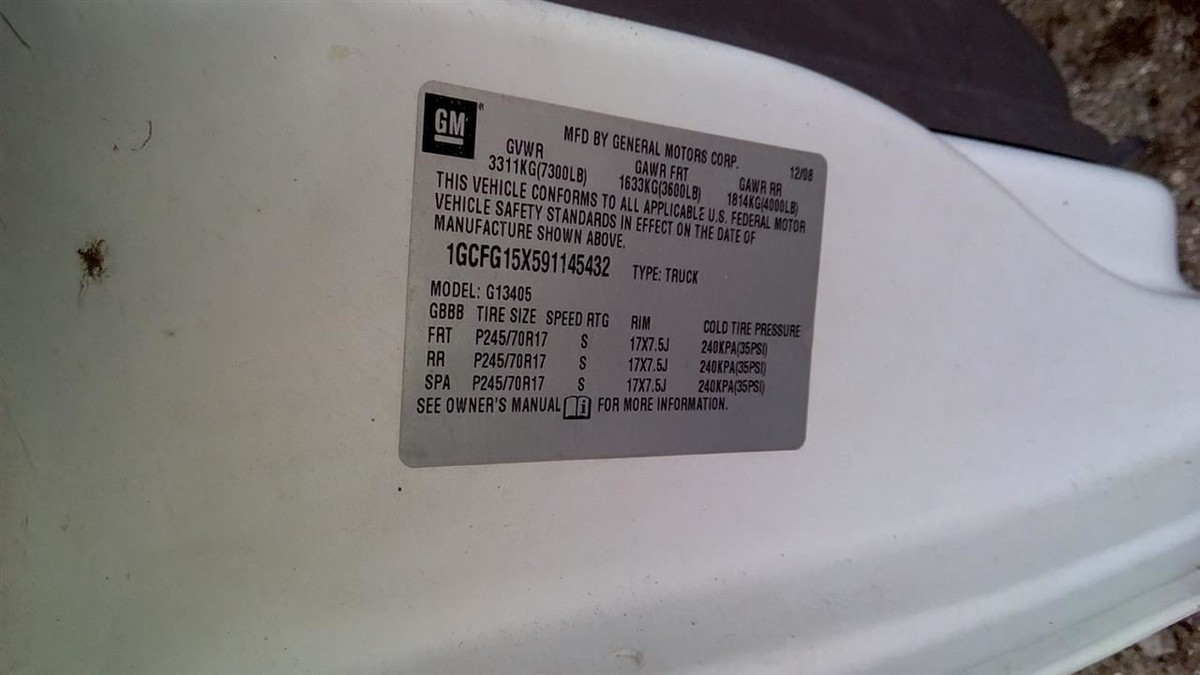 GM®
MFD BY GENERAL MOTORS CORP. 12/08
GVWR GAWR FRT GAWR RR
3311KG(7300LB) 1633KG(3600LB) 1814KG(4000LB)
THIS VEHICLE CONFORMS TO ALL APPLICABLE U.S. FEDERAL MOTOR
VEHICLE SAFETY STANDARDS IN EFFECT ON THE DATE OF
MANUFACTURE SHOWN ABOVE.
1GCFG15X591145432 TYPE: TRUCK
MODEL: G13405
GBBB TIRE SIZE SPEED RTG RIM COLD TIRE PRESSURE
FRT P245/70R17 S 17X7.5J 240KPA(35PSI)
RR P245/70R17 S 17X7.5J 240KPA(35PSI)
SPA P245/70R17 S 17X7.5J 240KPA(35PSI)
SEE OWNER'S MANUAL i FOR MORE INFORMATION.